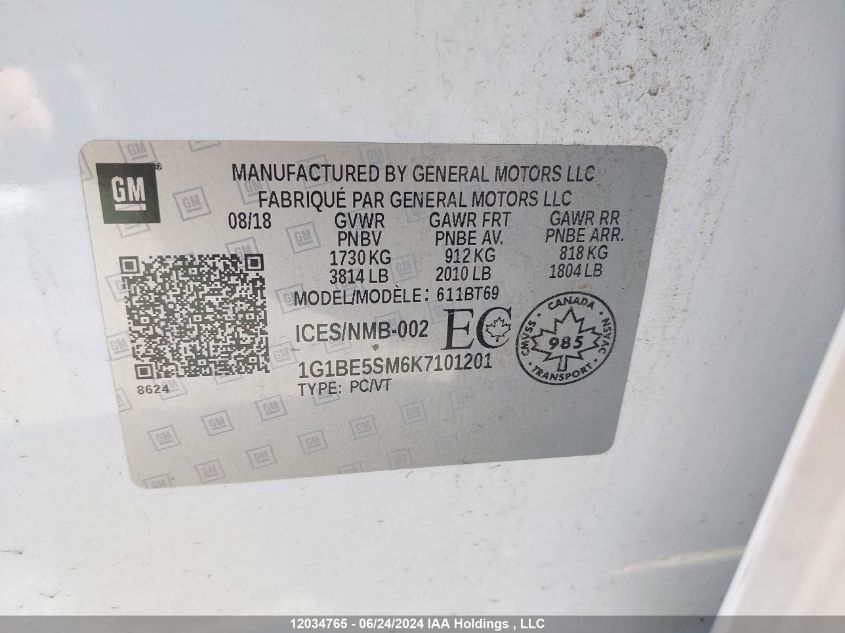 GM
MANUFACTURED BY GENERAL MOTORS LLC
FABRIQUÉ PAR GENERAL MOTORS LLC
08/18 GVWR GAWR FRT GAWR RR
PNBV PNBE AV. PNBE ARR.
1730 KG 912 KG 818 KG
3814 LB 2010 LB 1804 LB
MODEL/MODÈLE: 611BT69
ICES/NMB-002 EC
CANADA
CMVSS 985 NSVAC
TRANSPORT
1G1BE5SM6K7101201
8624
TYPE: PC/VT
12034765 - 06/24/2024 IAA Holdings , LLC